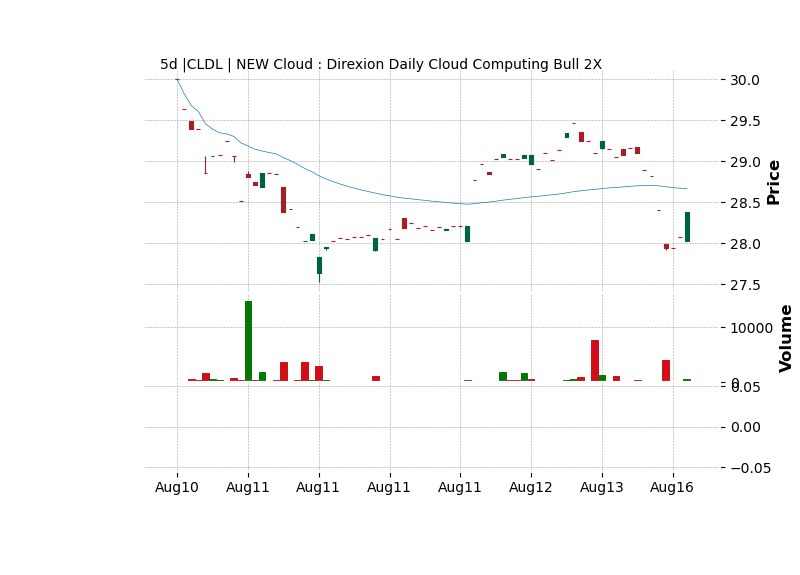 5d |CLDL | NEW Cloud : Direxion Daily Cloud Computing Bull 2X
30.0
29.5
29.0
28.5
28.0
27.5
Price
10000
0
Volume
0.05
0.00
−0.05
Aug10 Aug11 Aug11 Aug11 Aug11 Aug12 Aug13 Aug16